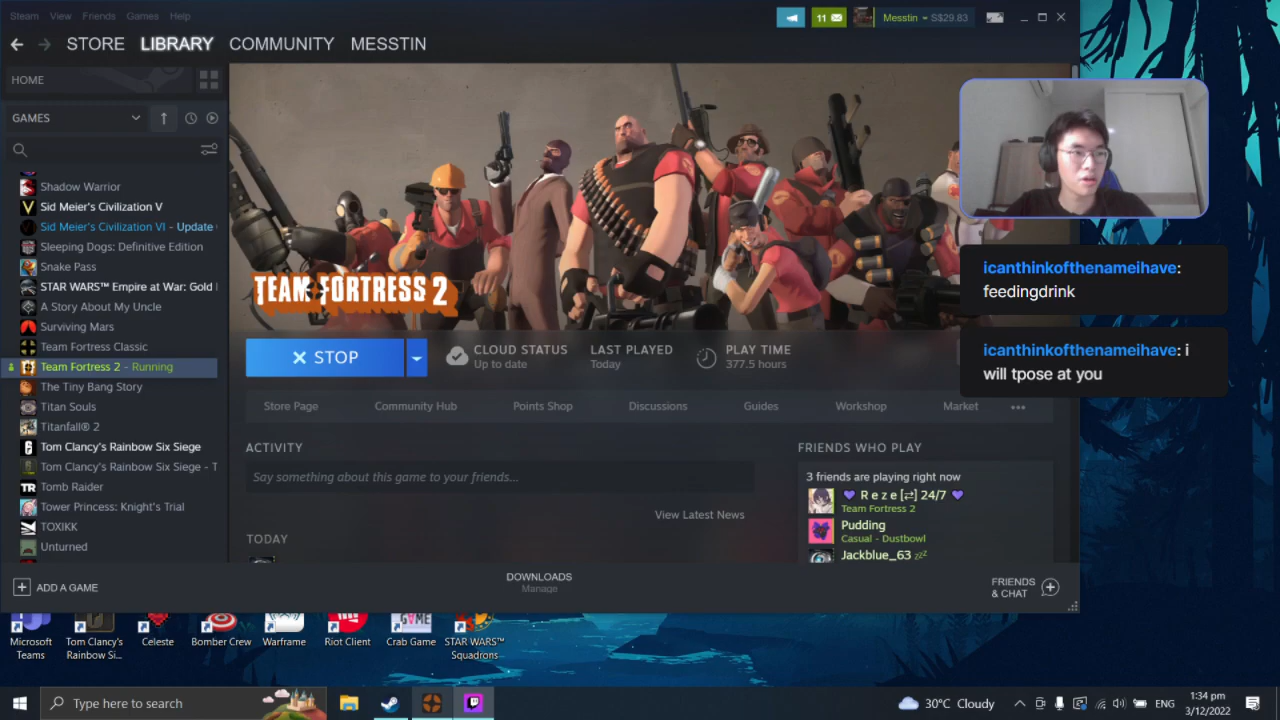 Steam View Friends Games Help
11
Messtin
S$29.83
STORE LIBRARY COMMUNITY MESSTIN
HOME
GAMES
Shadow Warrior
Sid Meier's Civilization V
Sid Meier's Civilization VI - Update
Sleeping Dogs: Definitive Edition
Snake Pass
STAR WARS™ Empire at War: Gold
A Story About My Uncle
Surviving Mars
Team Fortress Classic
Team Fortress 2 - Running
The Tiny Bang Story
Titan Souls
Titanfall® 2
Tom Clancy's Rainbow Six Siege
Tom Clancy's Rainbow Six Siege - T
Tomb Raider
Tower Princess: Knight's Trial
TOXIKK
Unturned
TEAM FORTRESS 2
STOP
CLOUD STATUS
Up to date
LAST PLAYED
Today
PLAY TIME
377.5 hours
Store Page Community Hub Points Shop Discussions Guides Workshop Market
ACTIVITY
Say something about this game to your friends...
View Latest News
TODAY
FRIENDS WHO PLAY
3 friends are playing right now
💜 R e z e [⇄] 24/7 💜
Team Fortress 2
Pudding
Casual - Dustbowl
Jackblue_63 zzz
icanthinkofthenameihave:
feedingdrink
icanthinkofthenameihave: i
will tpose at you
ADD A GAME
DOWNLOADS
Manage
FRIENDS
& CHAT
Microsoft
Teams
Tom Clancy's
Rainbow Si...
Celeste
Bomber Crew
Warframe
Riot Client
Crab Game
STAR WARS™
Squadrons
Type here to search
30°C Cloudy
ENG
1:34 pm
3/12/2022